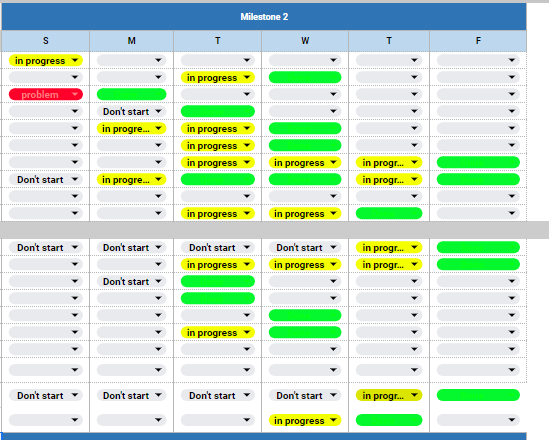 Milestone 2
S M T W T F
in progress
in progress
problem
Don't start
in progre... in progress
in progress
in progress in progress in progr...
Don't start in progre... in progr...
in progress in progress
Don't start Don't start Don't start Don't start in progr...
in progress in progress in progr...
Don't start
in progress
Don't start Don't start Don't start Don't start in progr...
in progress